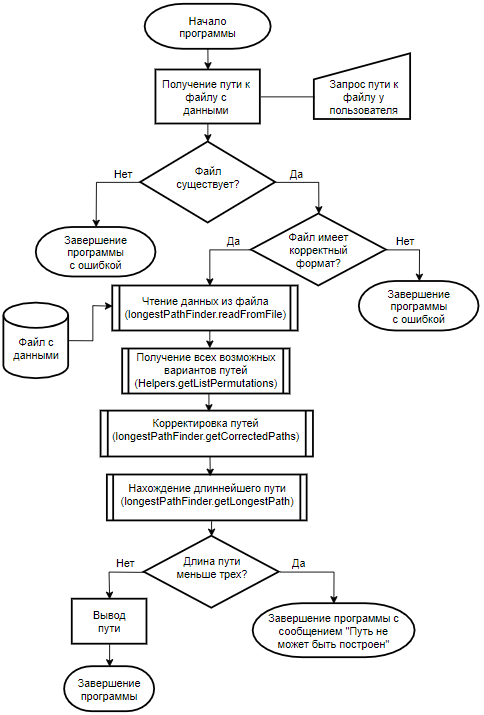 Начало
программы
Получение пути к
файлу с
данными
Запрос пути к
файлу у
пользователя
Файл
существует?
Нет
Да
Завершение
программы
с ошибкой
Файл имеет
корректный
формат?
Да
Нет
Завершение
программы
с ошибкой
Чтение данных из файла
(longestPathFinder.readFromFile)
Файл с
данными
Получение всех возможных
вариантов путей
(Helpers.getListPermutations)
Корректировка путей
(longestPathFinder.getCorrectedPaths)
Нахождение длиннейшего пути
(longestPathFinder.getLongestPath)
Длина пути
меньше трех?
Нет
Да
Вывод
пути
Завершение программы с
сообщением "Путь не
может быть построен"
Завершение
программы